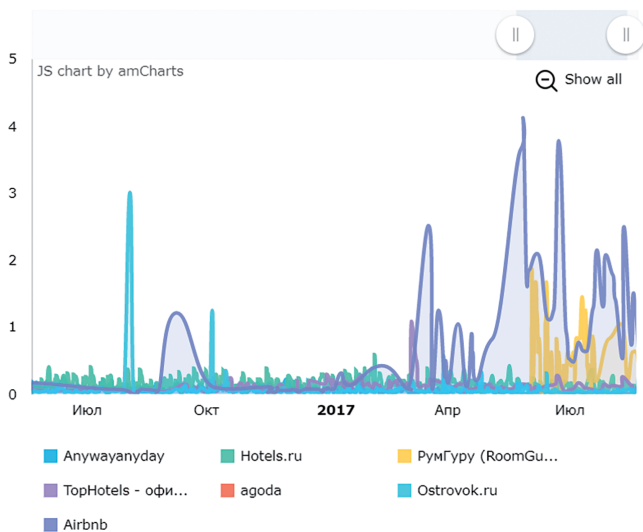 5
JS chart by amCharts
Show all
4
3
2
1
0
Июл Окт 2017 Апр Июл
Anywayanyday Hotels.ru РумГуру (RoomGu...
TopHotels - офи... agoda Ostrovok.ru
Airbnb